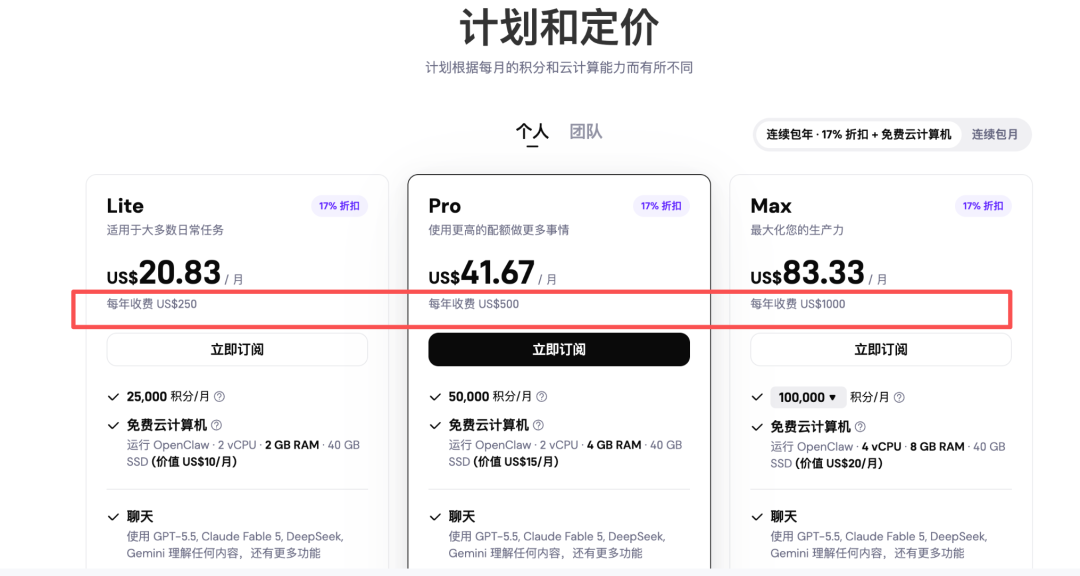 计划和定价
计划根据每月的积分和云计算能力而有所不同
个人 团队
连续包年 · 17% 折扣 + 免费云计算机 连续包月
Lite 17% 折扣
适用于大多数日常任务
US$20.83 / 月
每年收费 US$250
立即订阅
25,000 积分/月
免费云计算机
运行 OpenClaw · 2 vCPU · 2 GB RAM · 40 GB
SSD (价值 US$10/月)
聊天
使用 GPT-5.5, Claude Fable 5, DeepSeek,
Gemini 理解任何内容，还有更多功能
Pro 17% 折扣
使用更高的配额做更多事情
US$41.67 / 月
每年收费 US$500
立即订阅
50,000 积分/月
免费云计算机
运行 OpenClaw · 2 vCPU · 4 GB RAM · 40 GB
SSD (价值 US$15/月)
聊天
使用 GPT-5.5, Claude Fable 5, DeepSeek,
Gemini 理解任何内容，还有更多功能
Max 17% 折扣
最大化您的生产力
US$83.33 / 月
每年收费 US$1000
立即订阅
100,000 ▼ 积分/月
免费云计算机
运行 OpenClaw · 4 vCPU · 8 GB RAM · 40 GB
SSD (价值 US$20/月)
聊天
使用 GPT-5.5, Claude Fable 5, DeepSeek,
Gemini 理解任何内容，还有更多功能